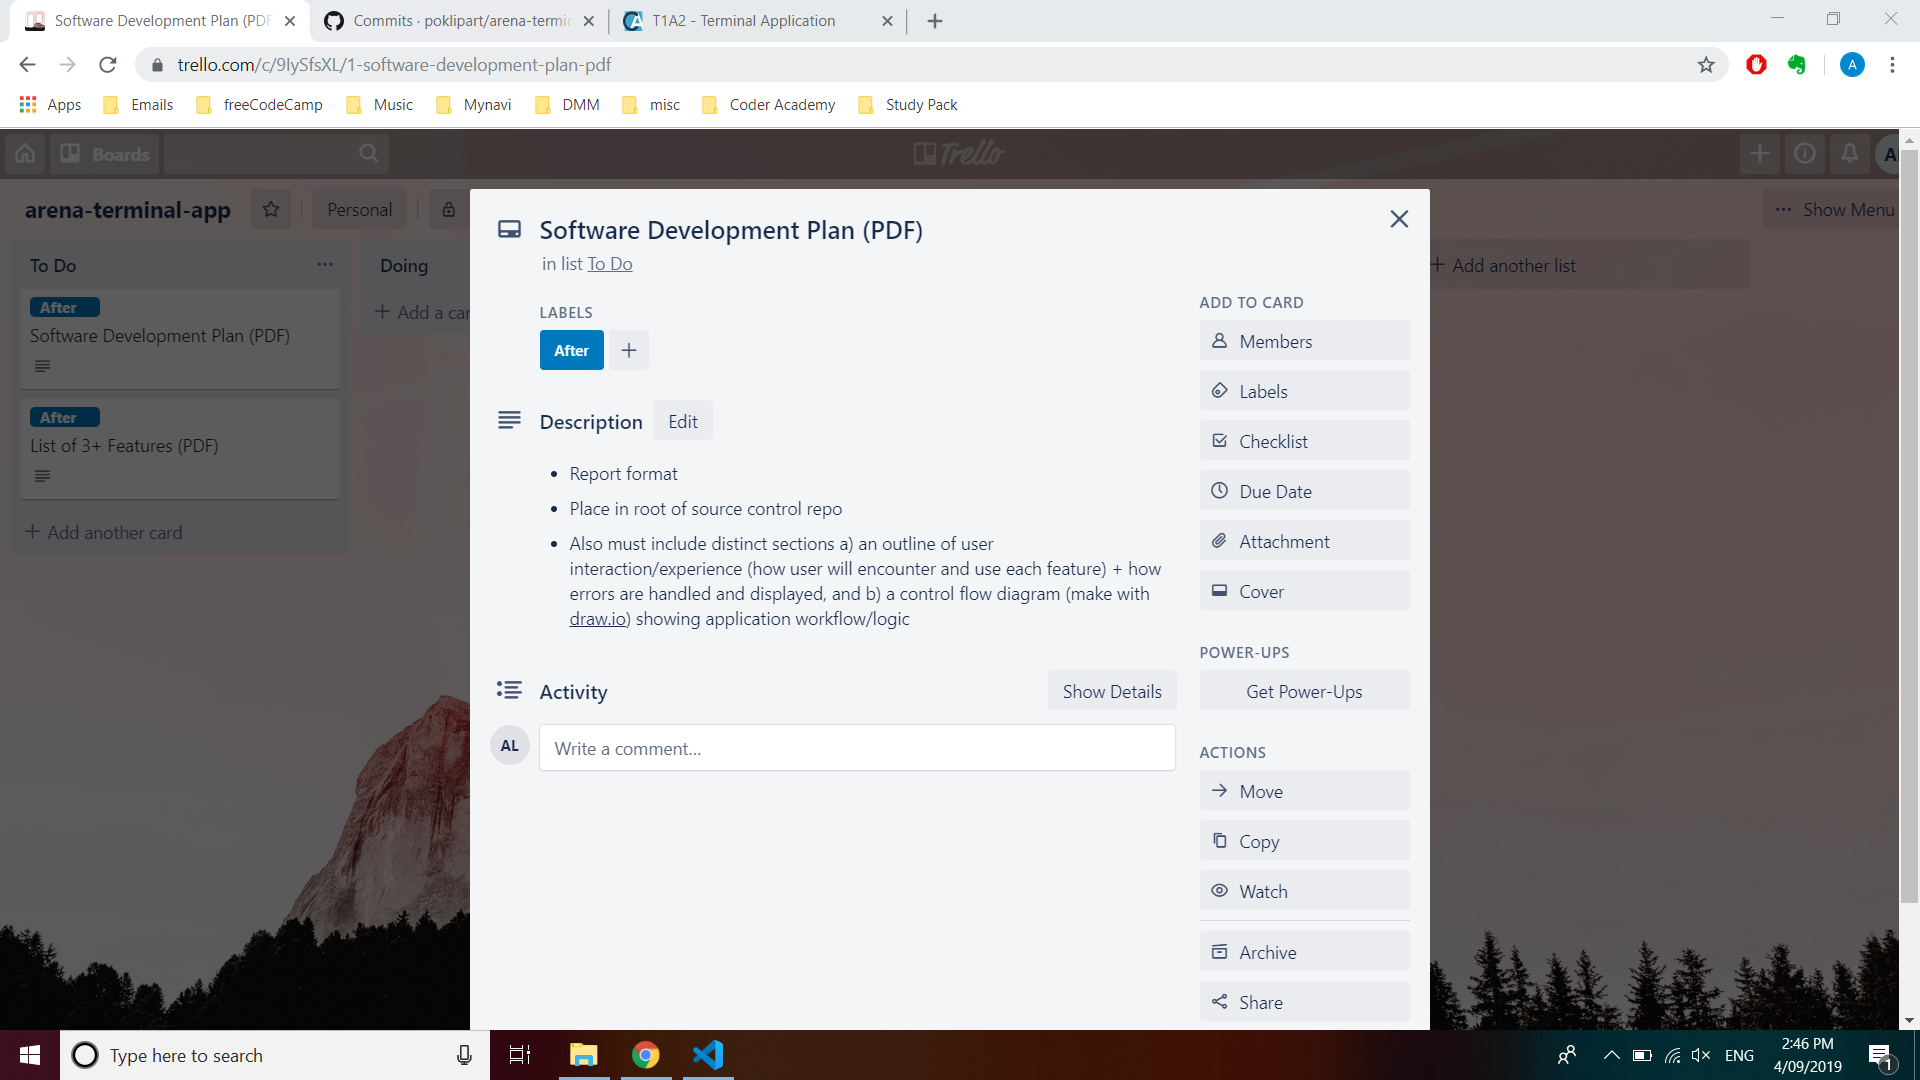 Software Development Plan (PDF
Commits · poklipart/arena-termin
T1A2 - Terminal Application
trello.com/c/9IySfsXL/1-software-development-plan-pdf
A
Apps
Emails
freeCodeCamp
Music
Mynavi
DMM
misc
Coder Academy
Study Pack
Boards
Trello
A
arena-terminal-app
Personal
Show Menu
To Do
After
Software Development Plan (PDF)
After
List of 3+ Features (PDF)
Add another card
Doing
Add a car
Add another list
Software Development Plan (PDF)
in list To Do
LABELS
After
Description
Edit
Report format
Place in root of source control repo
Also must include distinct sections a) an outline of user
interaction/experience (how user will encounter and use each feature) + how
errors are handled and displayed, and b) a control flow diagram (make with
draw.io) showing application workflow/logic
Activity
Show Details
AL
Write a comment...
ADD TO CARD
Members
Labels
Checklist
Due Date
Attachment
Cover
POWER-UPS
Get Power-Ups
ACTIONS
Move
Copy
Watch
Archive
Share
Type here to search
ENG
2:46 PM
4/09/2019
1